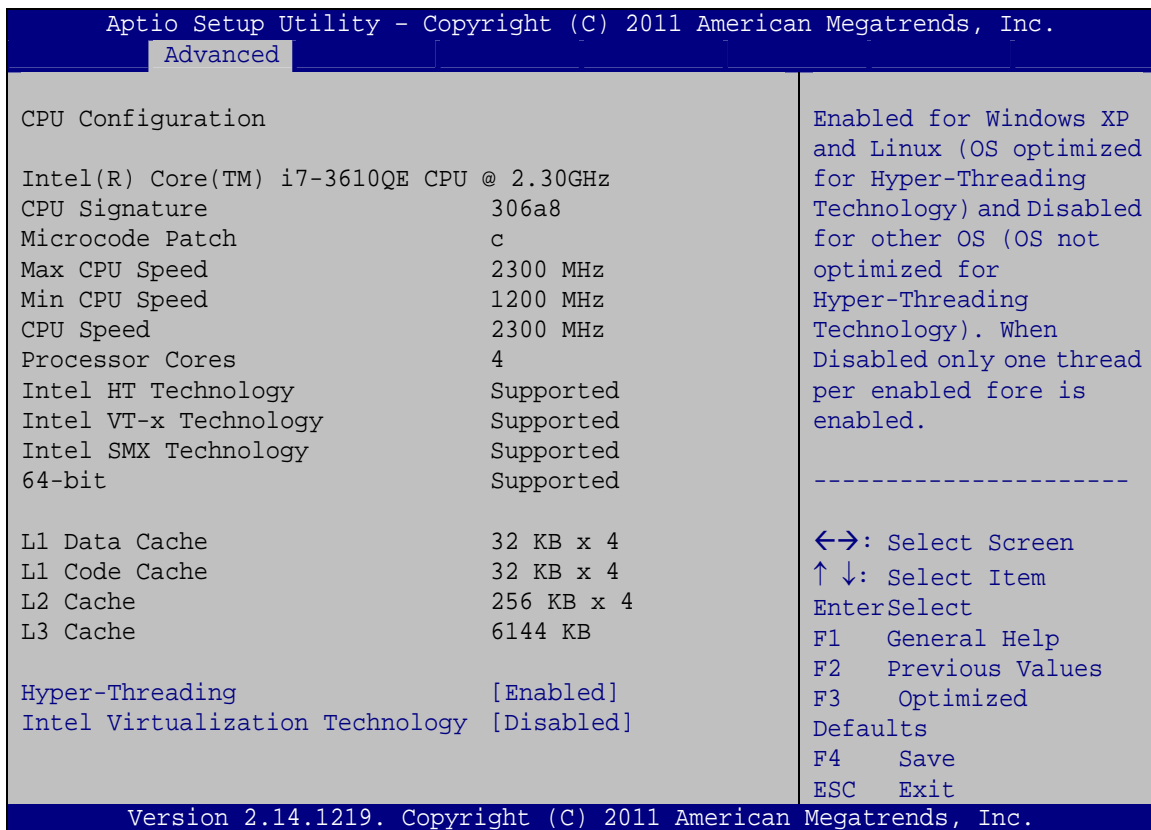 Aptio Setup Utility – Copyright (C) 2011 American Megatrends, Inc.
Advanced
CPU Configuration
Intel(R) Core(TM) i7-3610QE CPU @ 2.30GHz
CPU Signature 306a8
Microcode Patch c
Max CPU Speed 2300 MHz
Min CPU Speed 1200 MHz
CPU Speed 2300 MHz
Processor Cores 4
Intel HT Technology Supported
Intel VT-x Technology Supported
Intel SMX Technology Supported
64-bit Supported
L1 Data Cache 32 KB x 4
L1 Code Cache 32 KB x 4
L2 Cache 256 KB x 4
L3 Cache 6144 KB
Hyper-Threading [Enabled]
Intel Virtualization Technology [Disabled]
Enabled for Windows XP
and Linux (OS optimized
for Hyper-Threading
Technology) and Disabled
for other OS (OS not
optimized for
Hyper-Threading
Technology). When
Disabled only one thread
per enabled fore is
enabled.
----------------------
←→: Select Screen
↑ ↓: Select Item
EnterSelect
F1 General Help
F2 Previous Values
F3 Optimized
Defaults
F4 Save
ESC Exit
Version 2.14.1219. Copyright (C) 2011 American Megatrends, Inc.